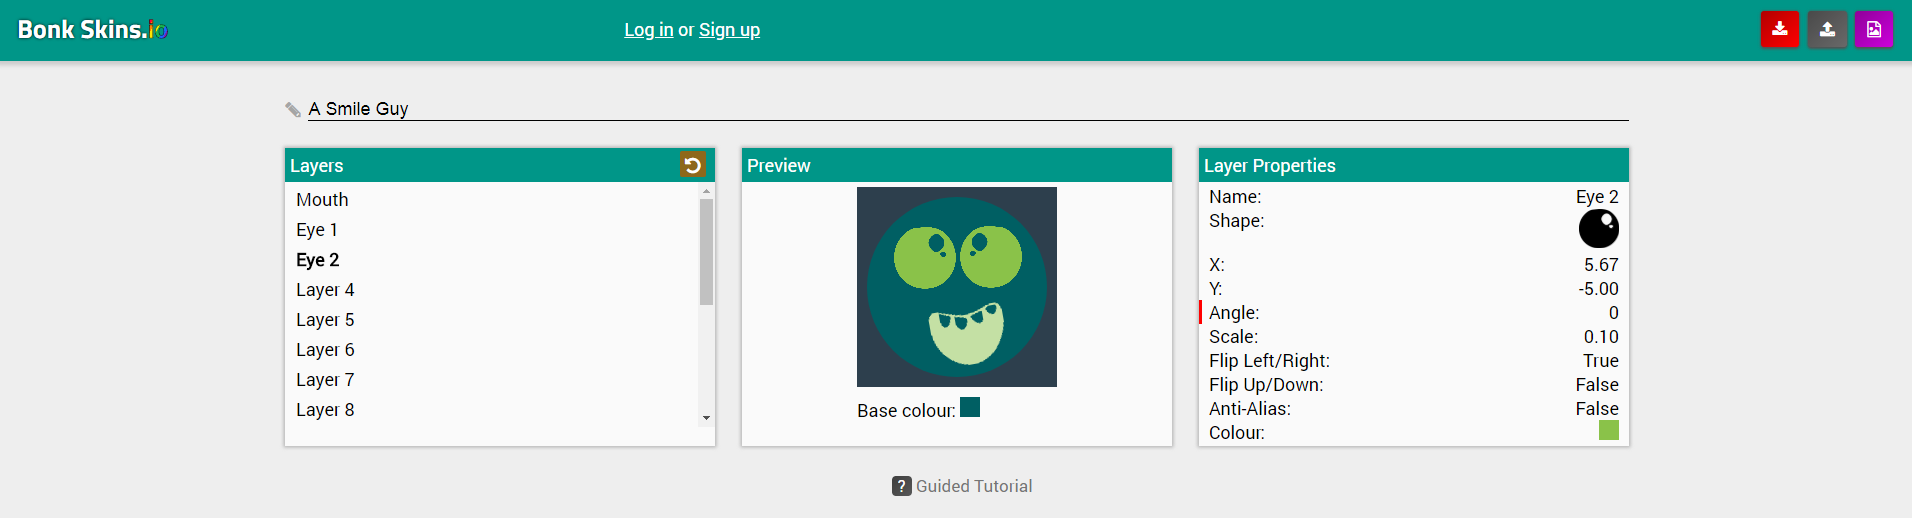 Bonk Skins.io
Log in or Sign up
A Smile Guy
Layers
Mouth
Eye 1
Eye 2
Layer 4
Layer 5
Layer 6
Layer 7
Layer 8
Preview
Base colour:
Layer Properties
Name: Eye 2
Shape:
X: 5.67
Y: -5.00
Angle: 0
Scale: 0.10
Flip Left/Right: True
Flip Up/Down: False
Anti-Alias: False
Colour:
? Guided Tutorial